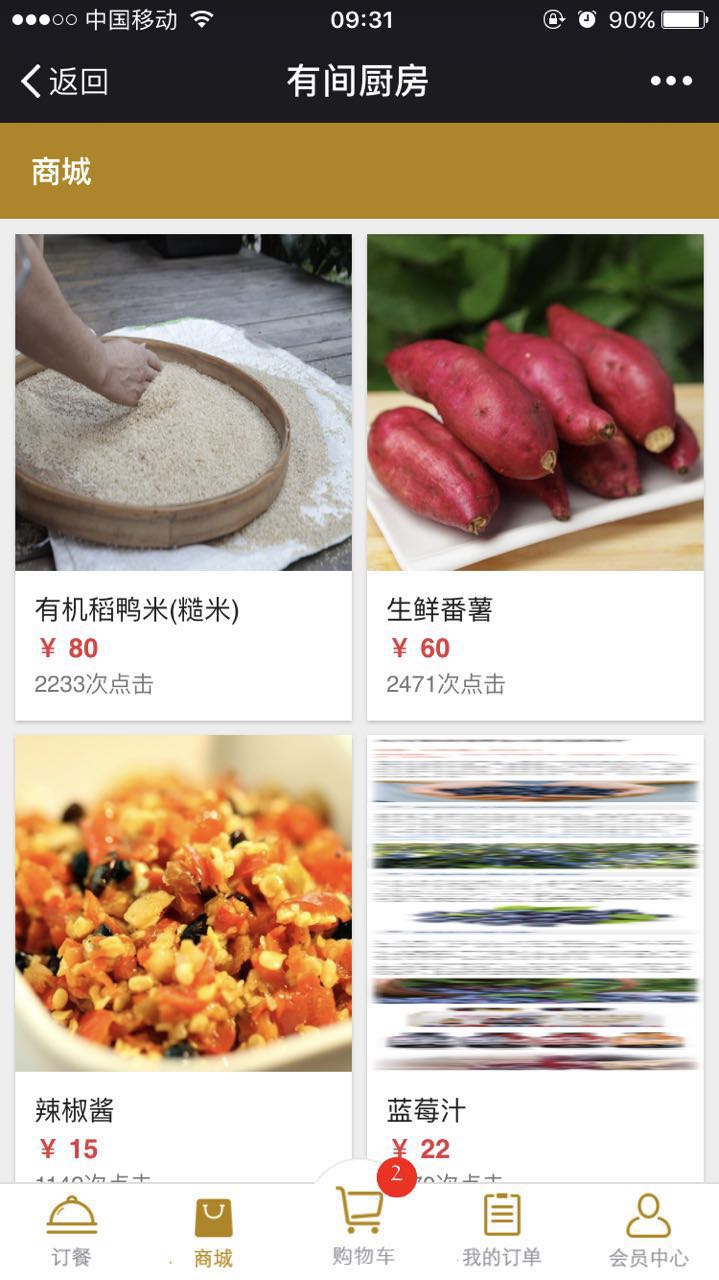 中国移动 09:31 90%
返回 有间厨房
商城
有机稻鸭米(糙米)
¥ 80
2233次点击
生鲜番薯
¥ 60
2471次点击
辣椒酱
¥ 15
蓝莓汁
¥ 22
2
订餐 商城 购物车 我的订单 会员中心